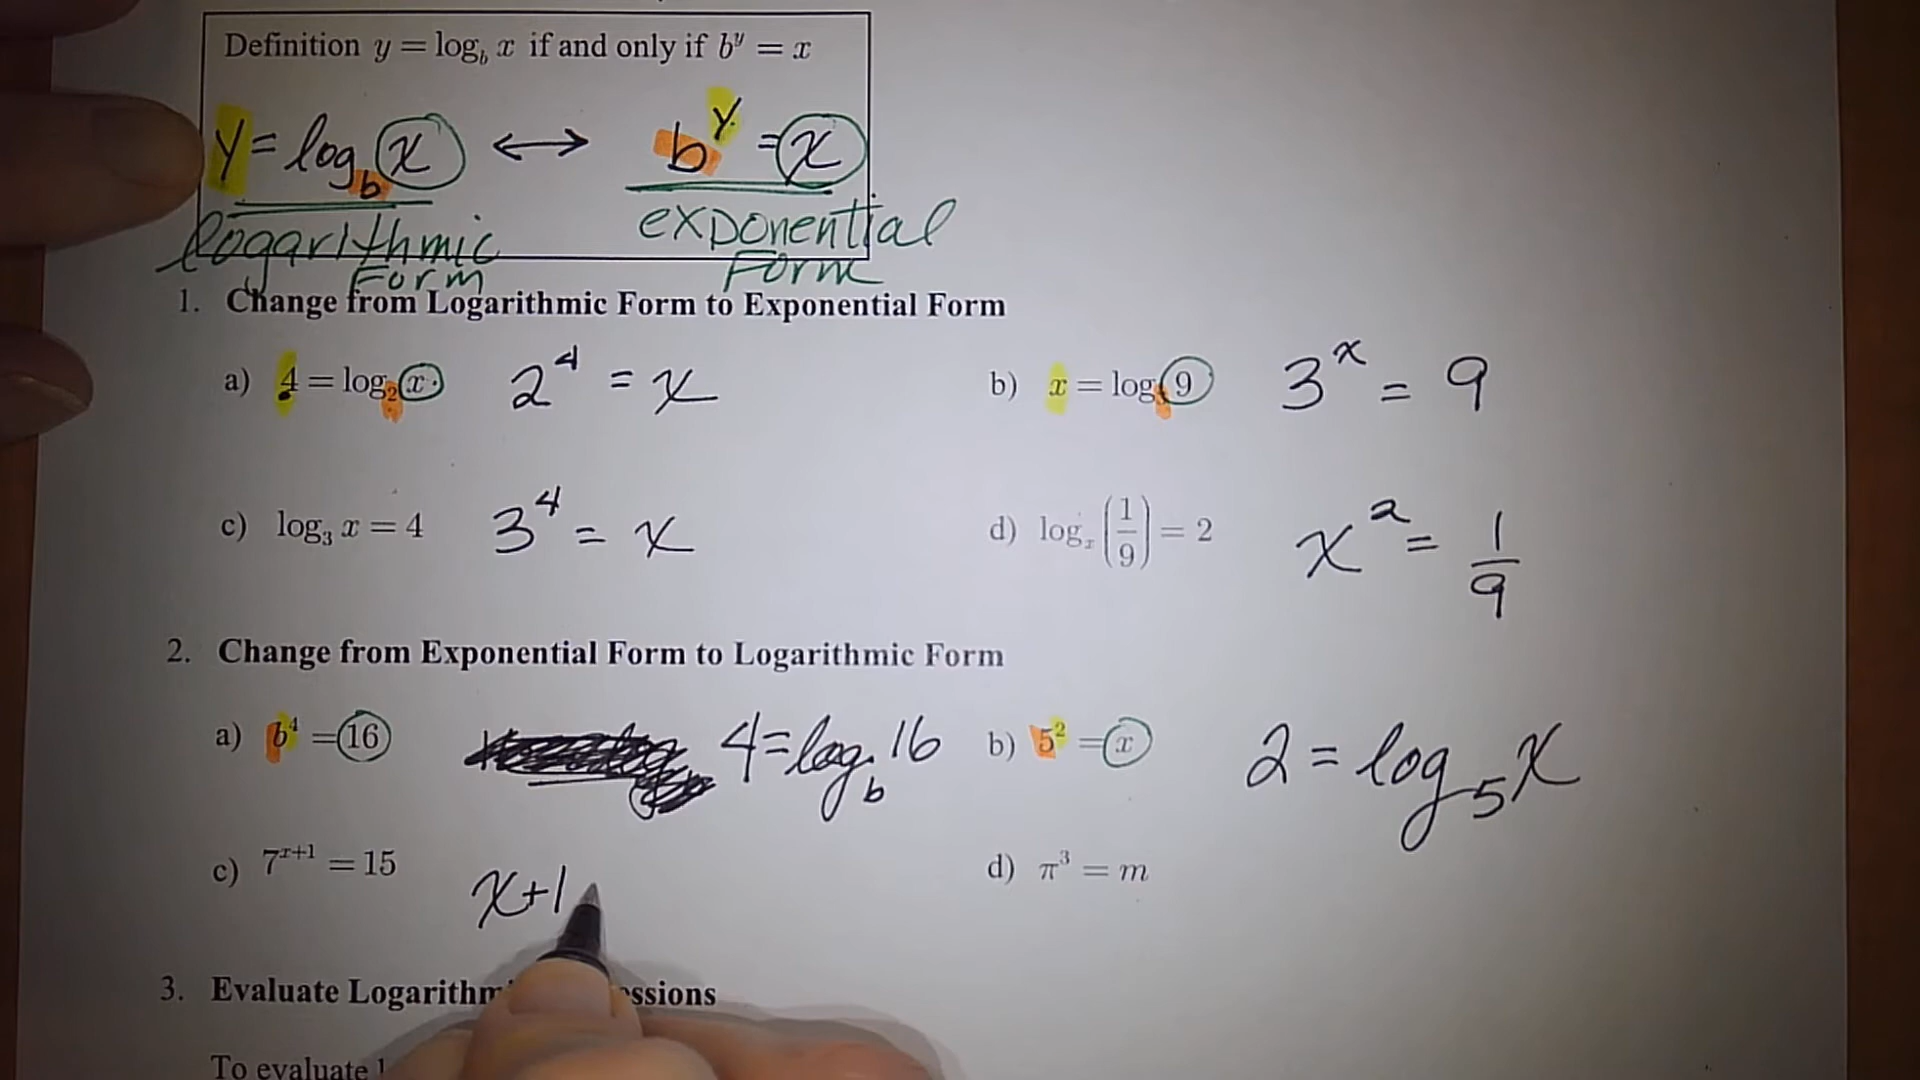 Definition y = log_b x if and only if b^y = x
y = log_b x ↔ b^y = x
logarithmic Form exponential Form
1. Change from Logarithmic Form to Exponential Form
a) 4 = log_2 x 2^4 = x b) x = log_3 9 3^x = 9
c) log_3 x = 4 3^4 = x d) log_x (1/9) = 2 x^2 = 1/9
2. Change from Exponential Form to Logarithmic Form
a) b^4 = 16 4 = log_b 16 b) 5^2 = x 2 = log_5 x
c) 7^{x+1} = 15 x+1 d) π^3 = m
3. Evaluate
To evaluate